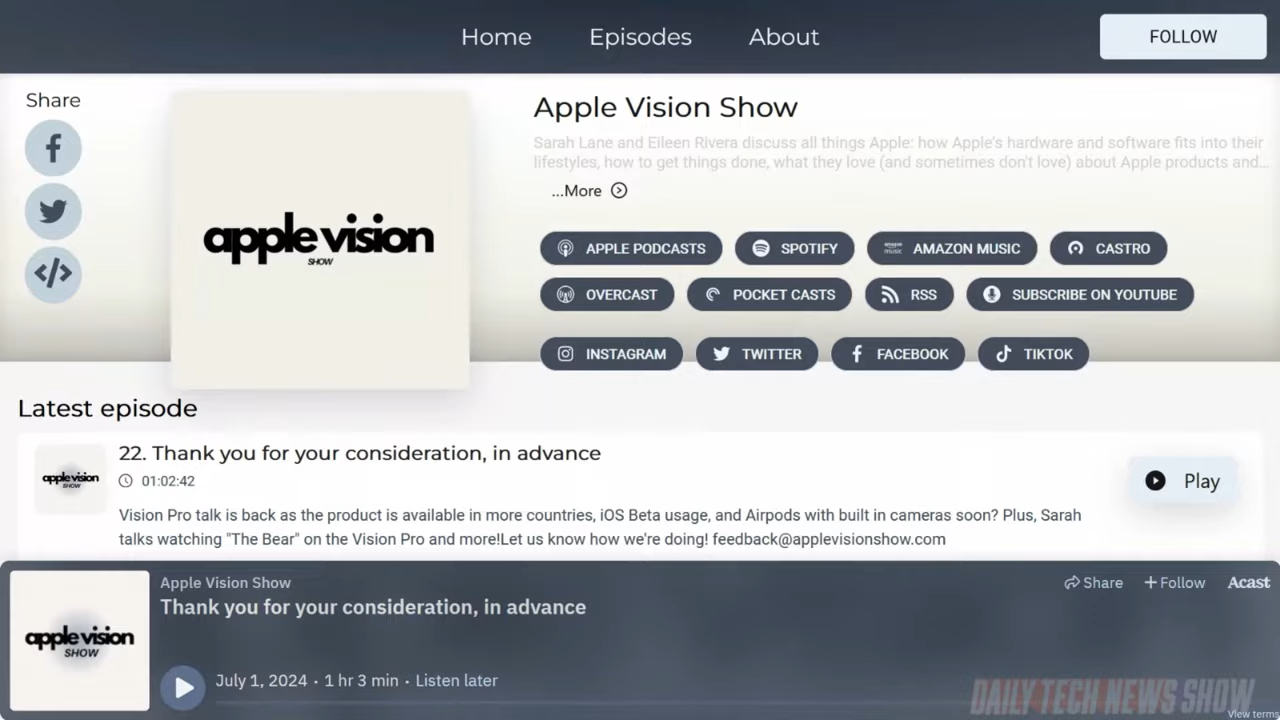 Home Episodes About FOLLOW
Share
apple vision
SHOW
Apple Vision Show
Sarah Lane and Eileen Rivera discuss all things Apple: how Apple's hardware and software fits into their
lifestyles, how to get things done, what they love (and sometimes don't love) about Apple products and...
...More
APPLE PODCASTS SPOTIFY amazon music AMAZON MUSIC CASTRO
OVERCAST POCKET CASTS RSS SUBSCRIBE ON YOUTUBE
INSTAGRAM TWITTER FACEBOOK TIKTOK
Latest episode
apple vision
SHOW
22. Thank you for your consideration, in advance
01:02:42
Vision Pro talk is back as the product is available in more countries, iOS Beta usage, and Airpods with built in cameras soon? Plus, Sarah
talks watching "The Bear" on the Vision Pro and more!Let us know how we're doing! feedback@applevisionshow.com
Play
apple vision
SHOW
Apple Vision Show
Thank you for your consideration, in advance
Share + Follow Acast
July 1, 2024 • 1 hr 3 min • Listen later
DAILY TECH NEWS SHOW
View terms